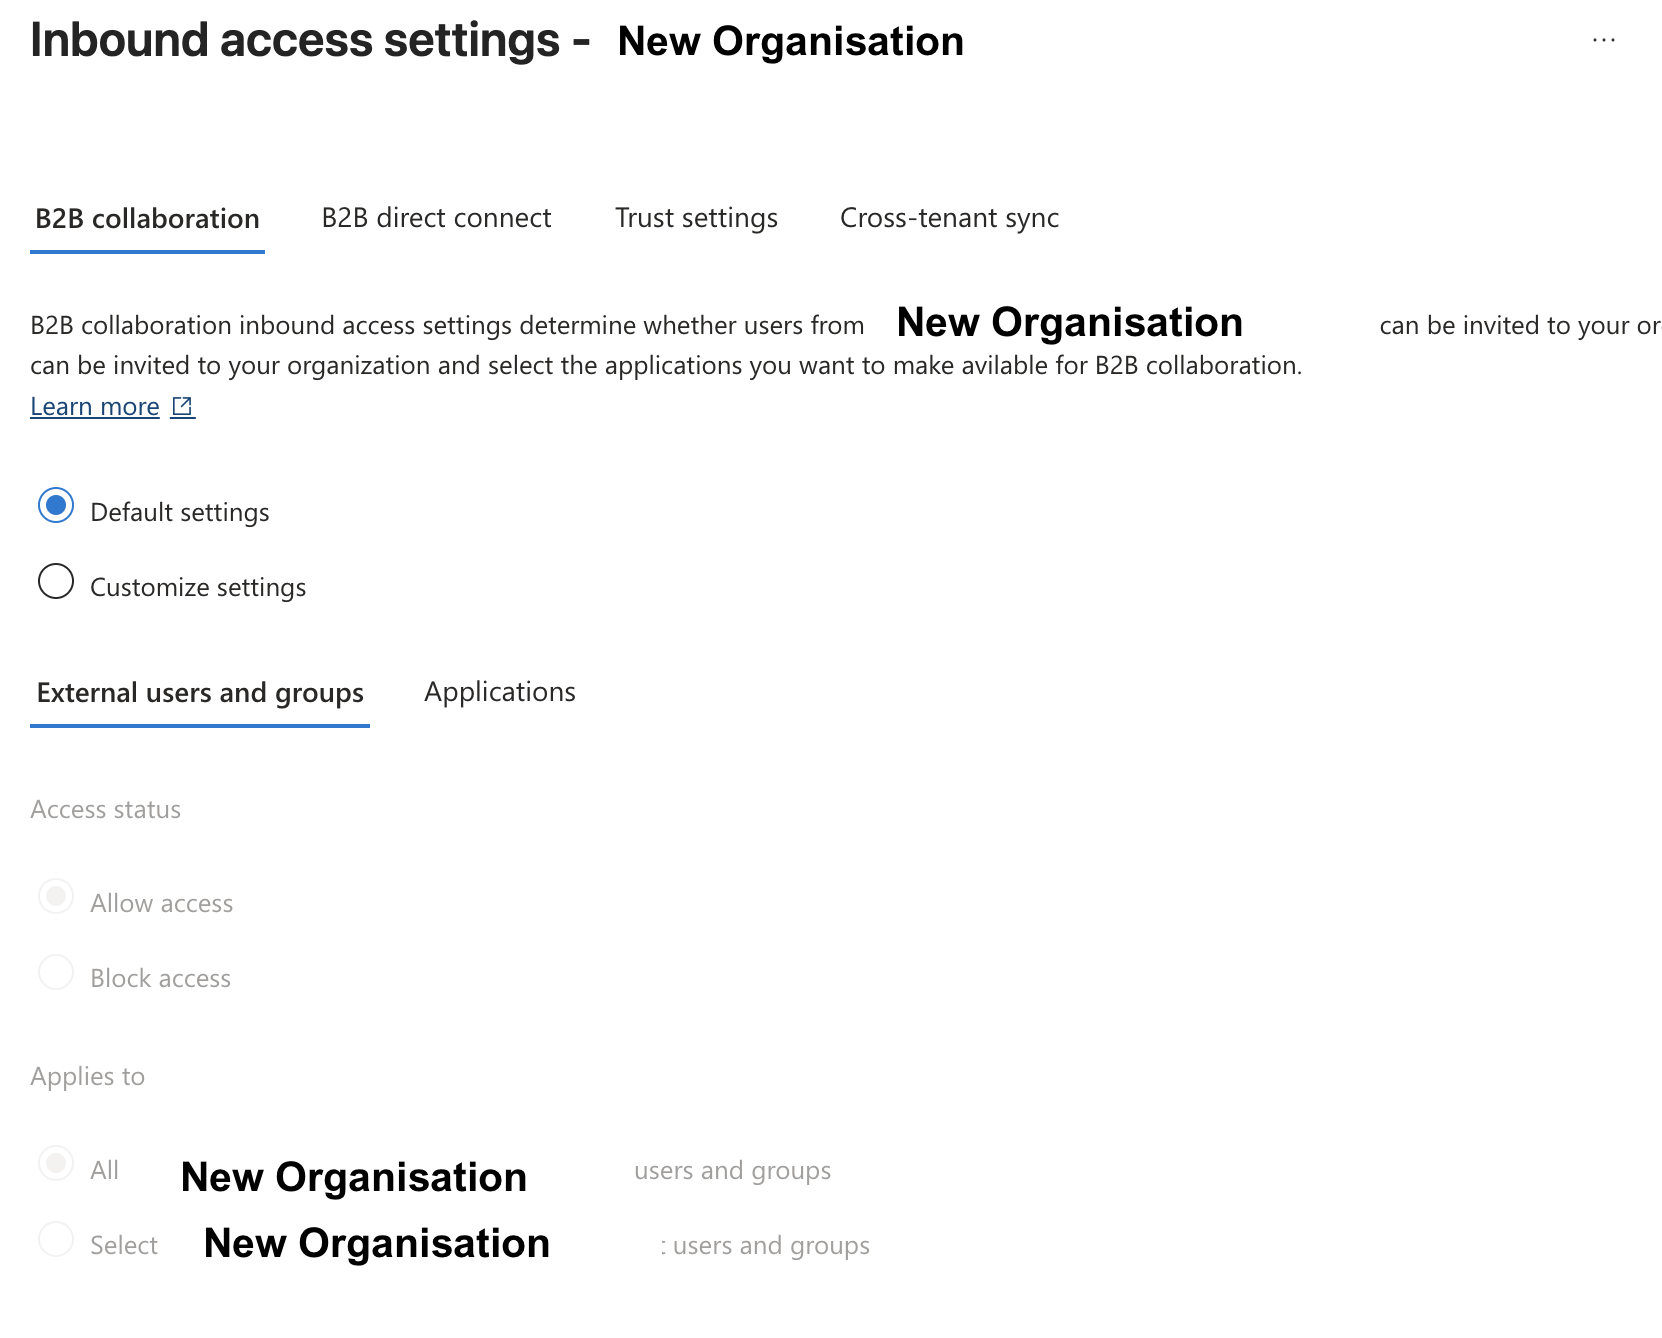 Inbound access settings - New Organisation
...
B2B collaboration B2B direct connect Trust settings Cross-tenant sync
B2B collaboration inbound access settings determine whether users from New Organisation can be invited to your or
can be invited to your organization and select the applications you want to make avilable for B2B collaboration.
Learn more
Default settings
Customize settings
External users and groups Applications
Access status
Allow access
Block access
Applies to
All New Organisation users and groups
Select New Organisation : users and groups